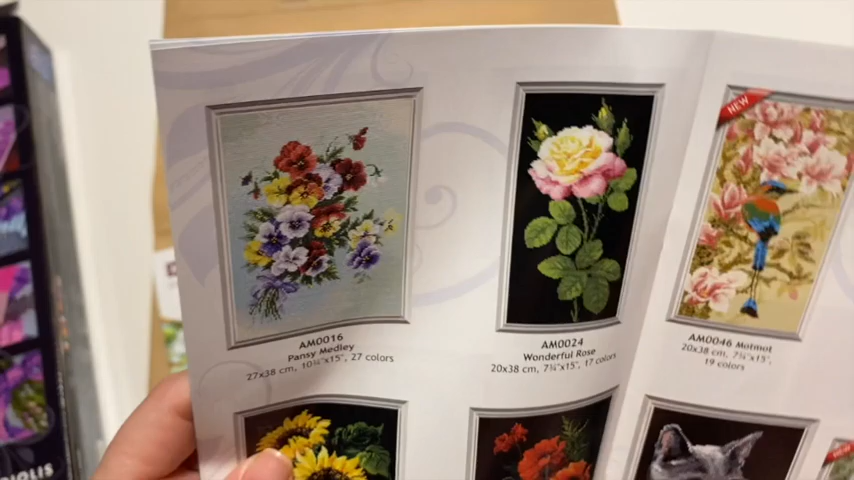 NEW
AM0016
Pansy Medley
27x38 cm, 10¾"x15", 27 colors
AM0024
Wonderful Rose
20x38 cm, 7¾"x15", 17 colors
AM0046 Motmot
20x38 cm, 7¾"x15",
19 colors
IOLIS